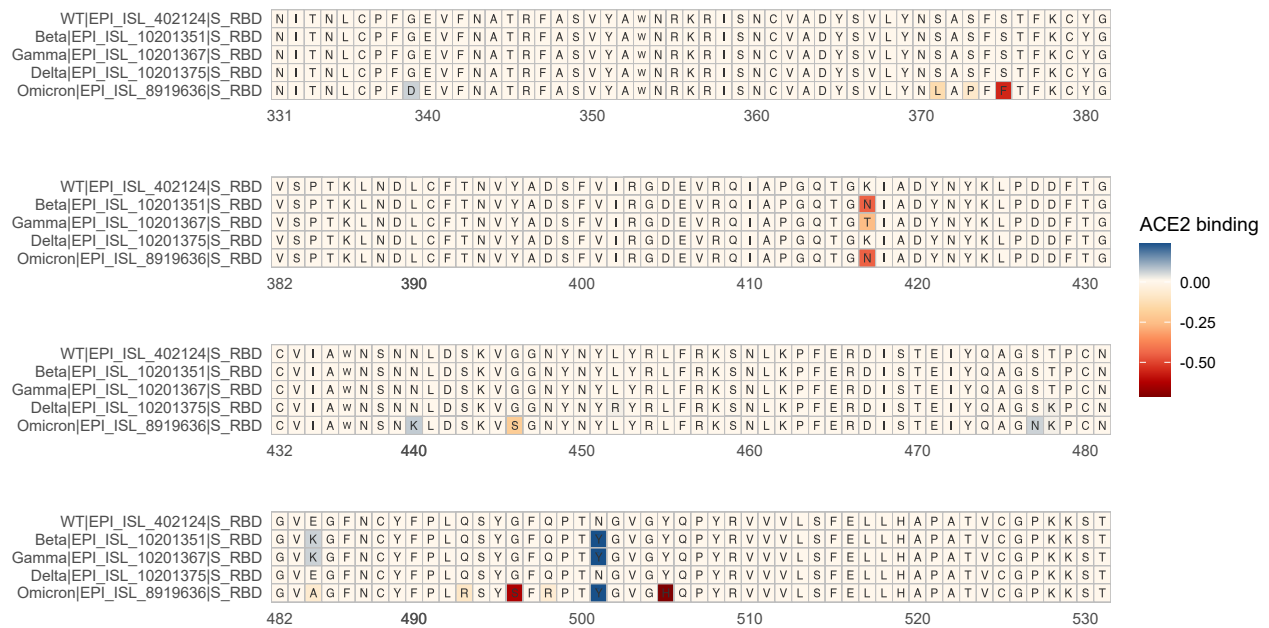 WT|EPI_ISL_402124|S_RBD N I T N L C P F G E V F N A T R F A S V Y A W N R K R I S N C V A D Y S V L Y N S A S F S T F K C Y G
Beta|EPI_ISL_10201351|S_RBD N I T N L C P F G E V F N A T R F A S V Y A W N R K R I S N C V A D Y S V L Y N S A S F S T F K C Y G
Gamma|EPI_ISL_10201367|S_RBD N I T N L C P F G E V F N A T R F A S V Y A W N R K R I S N C V A D Y S V L Y N S A S F S T F K C Y G
Delta|EPI_ISL_10201375|S_RBD N I T N L C P F G E V F N A T R F A S V Y A W N R K R I S N C V A D Y S V L Y N S A S F S T F K C Y G
Omicron|EPI_ISL_8919636|S_RBD N I T N L C P F D E V F N A T R F A S V Y A W N R K R I S N C V A D Y S V L Y N L A P F F T F K C Y G
331 340 350 360 370 380
WT|EPI_ISL_402124|S_RBD V S P T K L N D L C F T N V Y A D S F V I R G D E V R Q I A P G Q T G K I A D Y N Y K L P D D F T G
Beta|EPI_ISL_10201351|S_RBD V S P T K L N D L C F T N V Y A D S F V I R G D E V R Q I A P G Q T G N I A D Y N Y K L P D D F T G
Gamma|EPI_ISL_10201367|S_RBD V S P T K L N D L C F T N V Y A D S F V I R G D E V R Q I A P G Q T G T I A D Y N Y K L P D D F T G
Delta|EPI_ISL_10201375|S_RBD V S P T K L N D L C F T N V Y A D S F V I R G D E V R Q I A P G Q T G K I A D Y N Y K L P D D F T G
Omicron|EPI_ISL_8919636|S_RBD V S P T K L N D L C F T N V Y A D S F V I R G D E V R Q I A P G Q T G N I A D Y N Y K L P D D F T G
382 390 400 410 420 430
ACE2 binding
0.00
-0.25
-0.50
WT|EPI_ISL_402124|S_RBD C V I A W N S N N L D S K V G G N Y N Y L Y R L F R K S N L K P F E R D I S T E I Y Q A G S T P C N
Beta|EPI_ISL_10201351|S_RBD C V I A W N S N N L D S K V G G N Y N Y L Y R L F R K S N L K P F E R D I S T E I Y Q A G S T P C N
Gamma|EPI_ISL_10201367|S_RBD C V I A W N S N N L D S K V G G N Y N Y L Y R L F R K S N L K P F E R D I S T E I Y Q A G S T P C N
Delta|EPI_ISL_10201375|S_RBD C V I A W N S N N L D S K V G G N Y N Y R Y R L F R K S N L K P F E R D I S T E I Y Q A G S K P C N
Omicron|EPI_ISL_8919636|S_RBD C V I A W N S N K L D S K V S G N Y N Y L Y R L F R K S N L K P F E R D I S T E I Y Q A G N K P C N
432 440 450 460 470 480
WT|EPI_ISL_402124|S_RBD G V E G F N C Y F P L Q S Y G F Q P T N G V G Y Q P Y R V V V L S F E L L H A P A T V C G P K K S T
Beta|EPI_ISL_10201351|S_RBD G V K G F N C Y F P L Q S Y G F Q P T Y G V G Y Q P Y R V V V L S F E L L H A P A T V C G P K K S T
Gamma|EPI_ISL_10201367|S_RBD G V K G F N C Y F P L Q S Y G F Q P T Y G V G Y Q P Y R V V V L S F E L L H A P A T V C G P K K S T
Delta|EPI_ISL_10201375|S_RBD G V E G F N C Y F P L Q S Y G F Q P T N G V G Y Q P Y R V V V L S F E L L H A P A T V C G P K K S T
Omicron|EPI_ISL_8919636|S_RBD G V A G F N C Y F P L R S Y F R P T Y G V G H Q P Y R V V V L S F E L L H A P A T V C G P K K S T
482 490 500 510 520 530